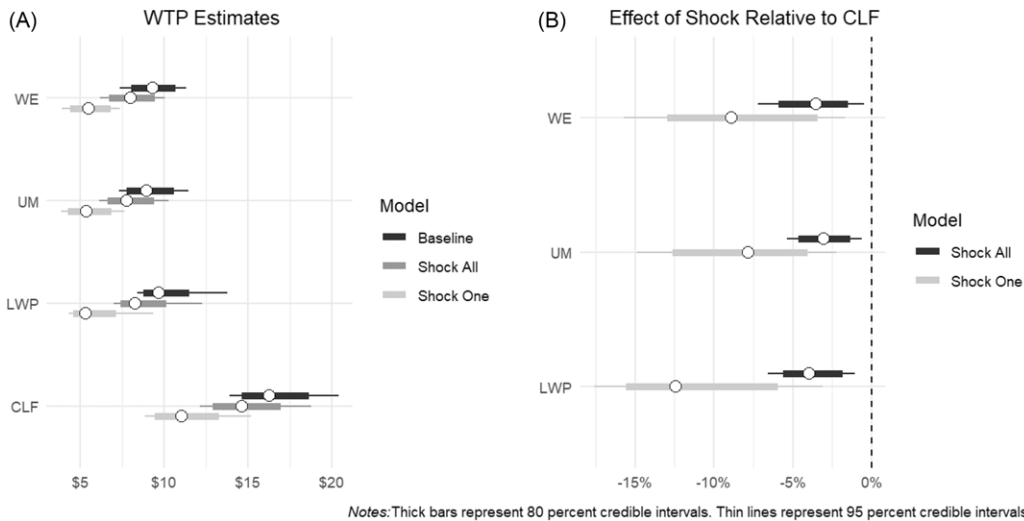 (A) WTP Estimates
WE
UM
LWP
CLF
$5 $10 $15 $20
Model
Baseline
Shock All
Shock One
(B) Effect of Shock Relative to CLF
WE
UM
LWP
-15% -10% -5% 0%
Model
Shock All
Shock One
Notes:Thick bars represent 80 percent credible intervals. Thin lines represent 95 percent credible intervals